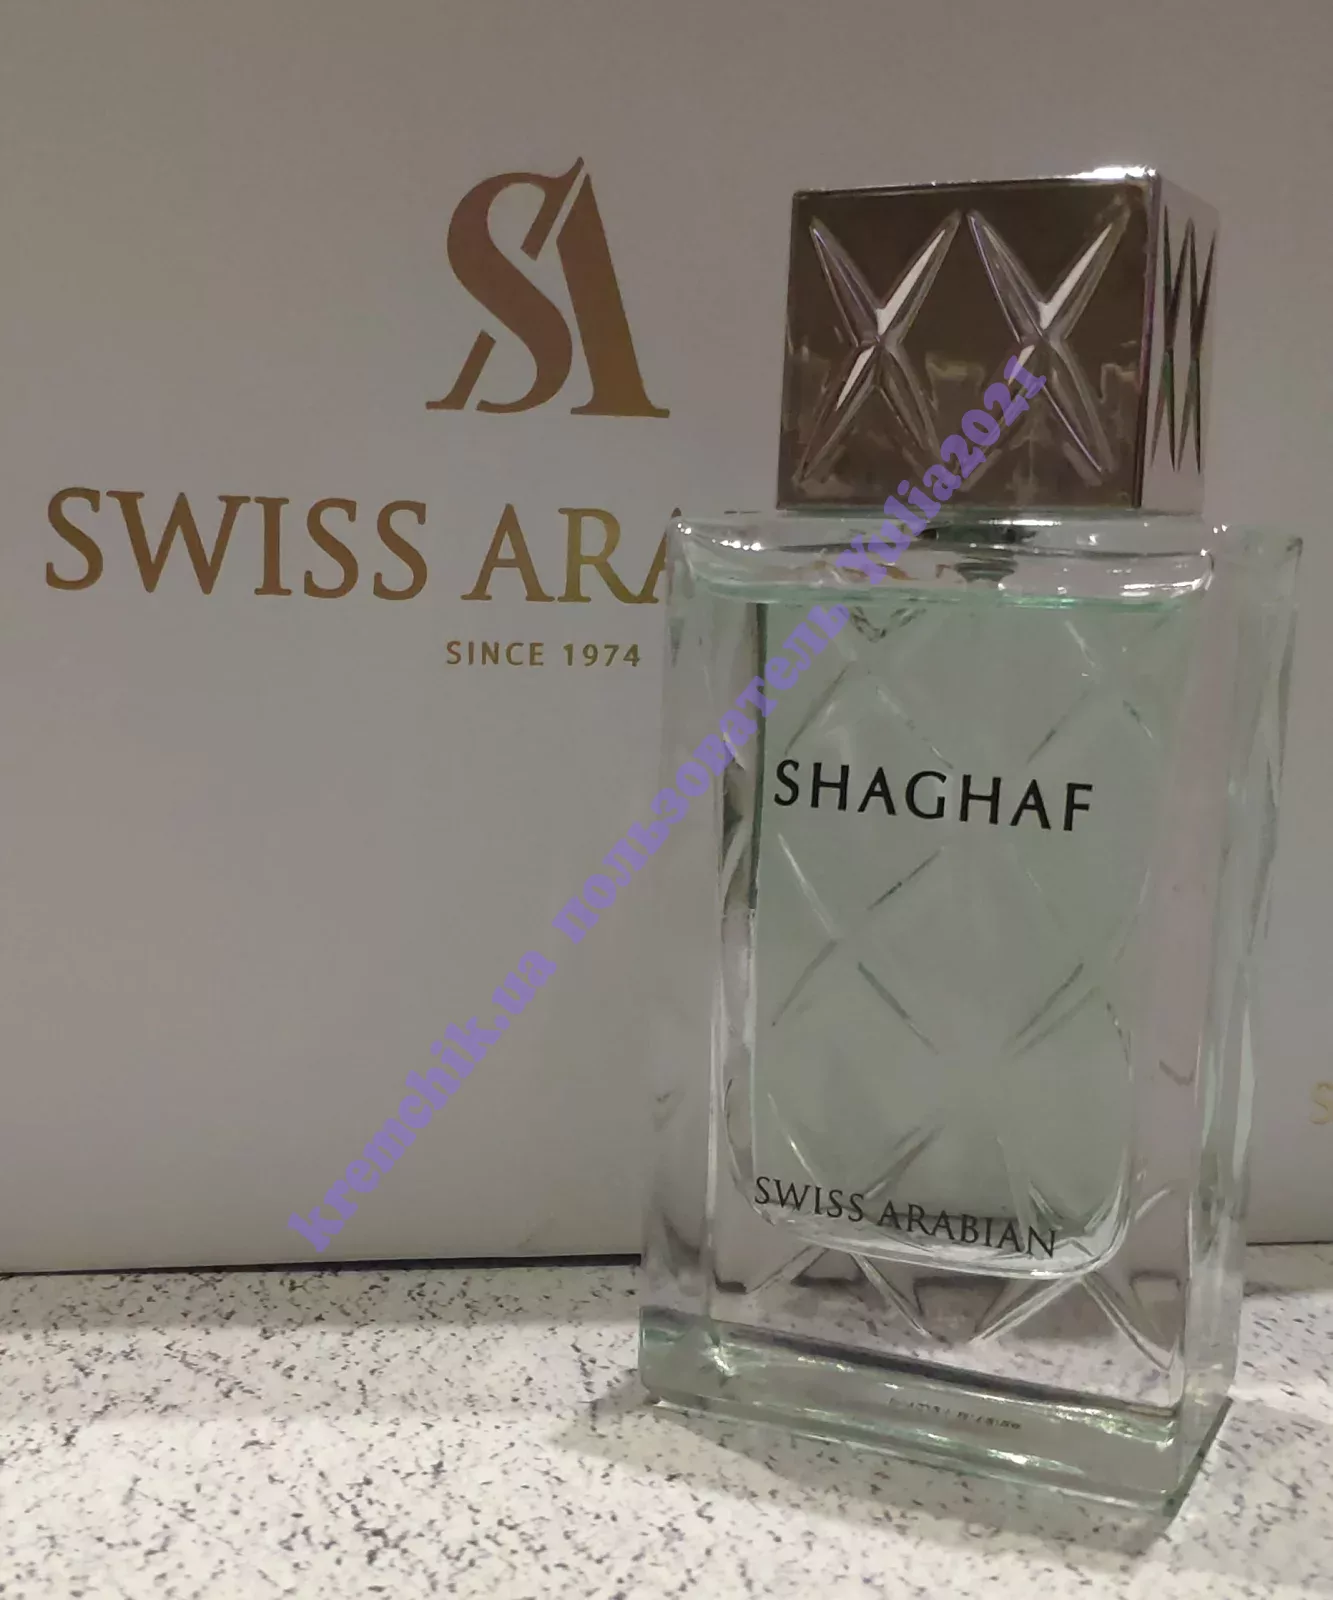 SA
SWISS ARA
SINCE 1974
SHAGHAF
SWISS ARABIAN
kremchik.ua пользователь Yulia2021